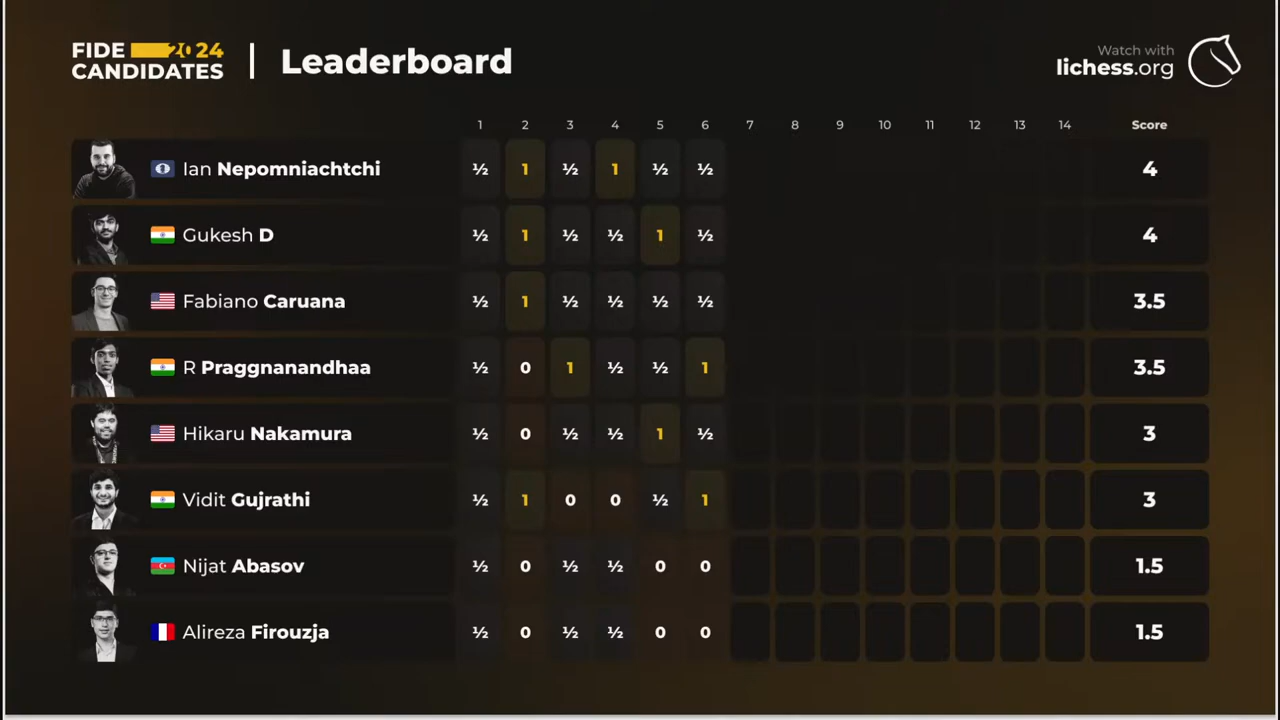 FIDE 2024
CANDIDATES
Leaderboard
Watch with
lichess.org
1 2 3 4 5 6 7 8 9 10 11 12 13 14 Score
Ian Nepomniachtchi ½ 1 ½ 1 ½ ½ 4
Gukesh D ½ 1 ½ ½ 1 ½ 4
Fabiano Caruana ½ 1 ½ ½ ½ ½ 3.5
R Praggnanandhaa ½ 0 1 ½ ½ 1 3.5
Hikaru Nakamura ½ 0 ½ ½ 1 ½ 3
Vidit Gujrathi ½ 1 0 0 ½ 1 3
Nijat Abasov ½ 0 ½ ½ 0 0 1.5
Alireza Firouzja ½ 0 ½ ½ 0 0 1.5